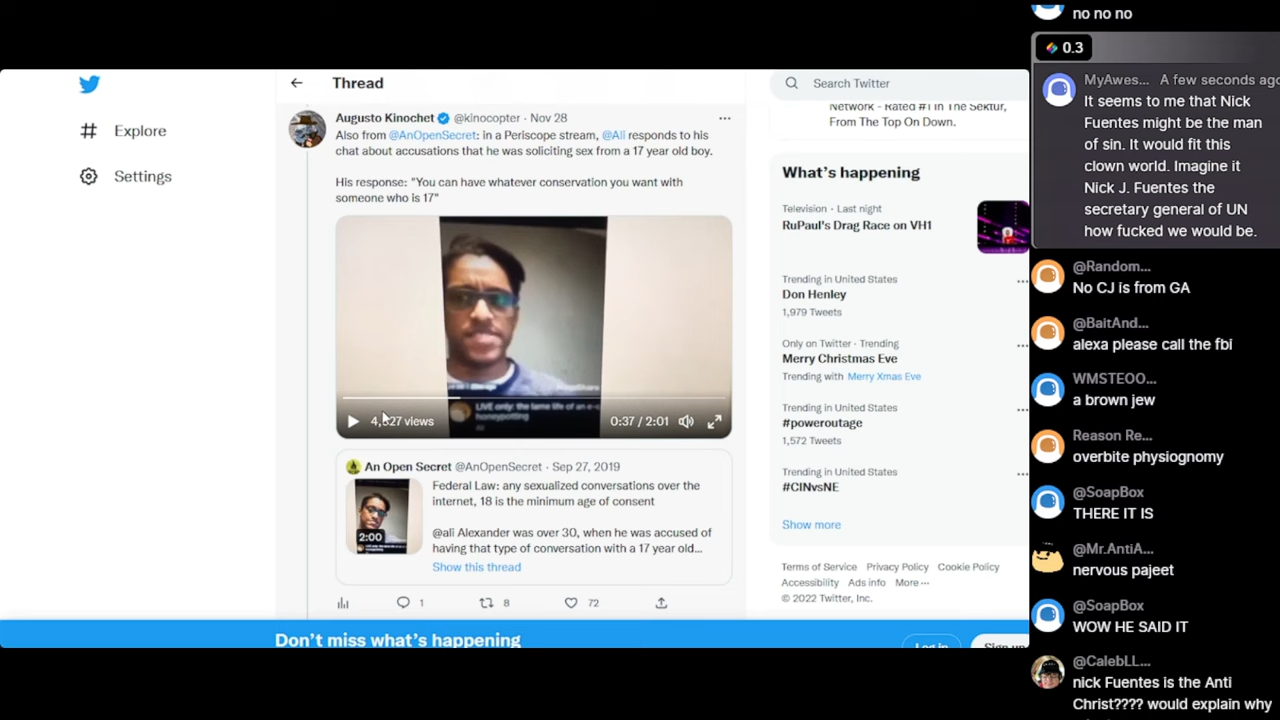 Explore
Settings
Thread
Augusto Kinochet @kinocopter · Nov 28
Also from @AnOpenSecret: in a Periscope stream, @Ali responds to his
chat about accusations that he was soliciting sex from a 17 year old boy.
His response: "You can have whatever conservation you want with
someone who is 17"
LIVE only: the lame life of an e-c
honeypotting
views
0:37 / 2:01
An Open Secret @AnOpenSecret · Sep 27, 2019
Federal Law: any sexualized conversations over the
internet, 18 is the minimum age of consent
@ali Alexander was over 30, when he was accused of
having that type of conversation with a 17 year old...
2:00
Show this thread
1
8
72
Don't miss what's happening
Log in
Sign up
Search Twitter
Network - Rated #1 In The Sektur,
From The Top On Down.
What's happening
Television · Last night
RuPaul's Drag Race on VH1
Trending in United States
Don Henley
1,979 Tweets
Only on Twitter · Trending
Merry Christmas Eve
Trending with Merry Xmas Eve
Trending in United States
#poweroutage
1,572 Tweets
Trending in United States
#CINvsNE
Show more
Terms of Service Privacy Policy Cookie Policy
Accessibility Ads info More ...
© 2022 Twitter, Inc.
no no no
0.3
MyAwes... A few seconds ago
It seems to me that Nick
Fuentes might be the man
of sin. It would fit this
clown world. Imagine it
Nick J. Fuentes the
secretary general of UN
how fucked we would be.
@Random...
No CJ is from GA
@BaitAnd...
alexa please call the fbi
WMSTEOO...
a brown jew
Reason Re...
overbite physiognomy
@SoapBox
THERE IT IS
@Mr.AntiA...
nervous pajeet
@SoapBox
WOW HE SAID IT
@CalebLL...
nick Fuentes is the Anti
Christ???? would explain why